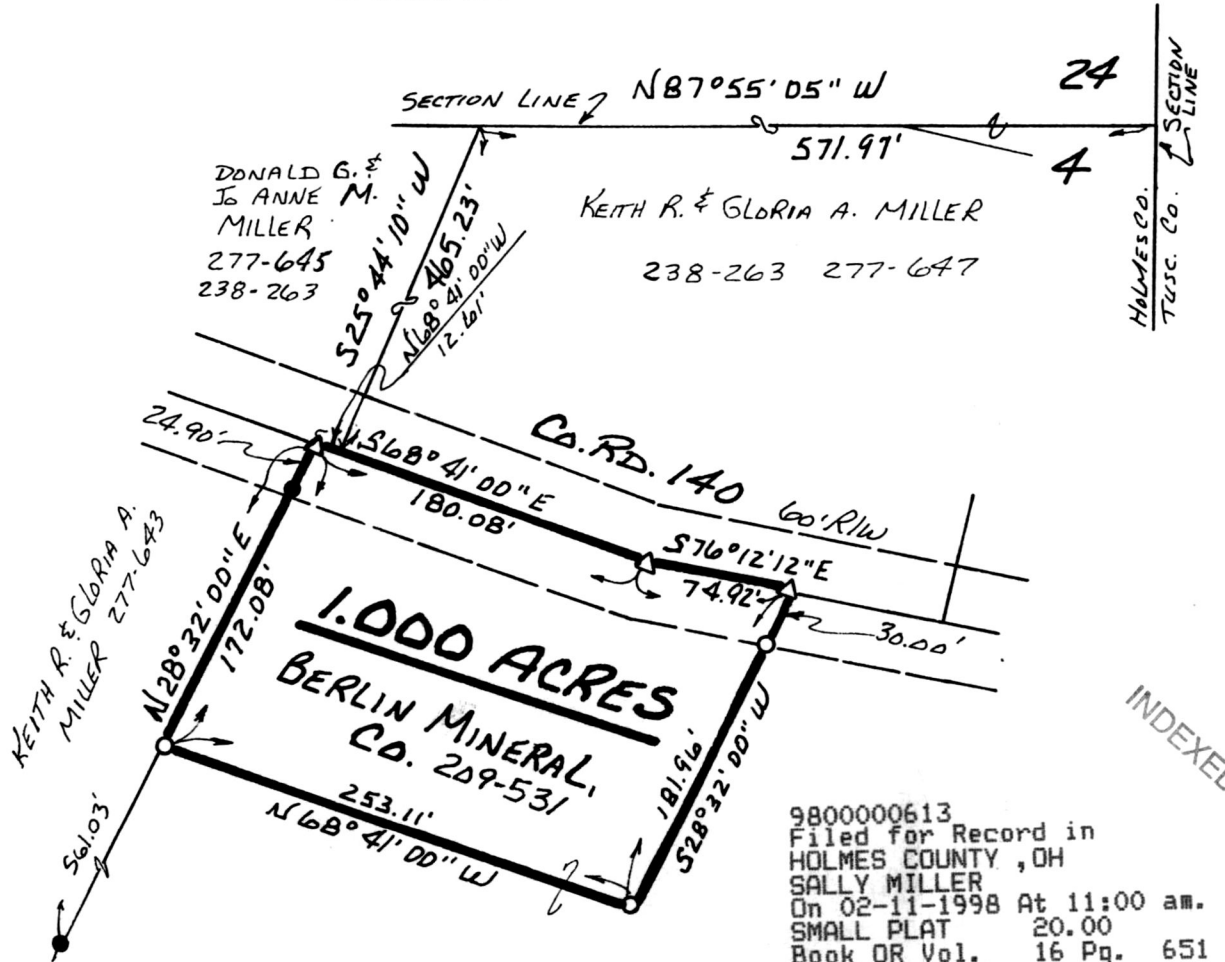 SECTION LINE
N87°55'05" W
24
SECTION
LINE
571.97'
4
DONALD G. &
JO ANNE M.
MILLER
277-645
238-263
S25°44'10" W
465.23'
N68°41'00"W
12.61'
KEITH R. & GLORIA A. MILLER
238-263 277-647
HOLMES CO.
TUSC. CO.
24.90'
CO. RD. 140
60' R/W
S68°41'00"E
180.08'
S76°12'12"E
74.92'
30.00'
KEITH R. & GLORIA A.
MILLER 277-643
N28°32'00"E
172.08'
1.000 ACRES
BERLIN MINERAL,
CO. 209-531
181.96'
S28°32'00" W
253.11'
N68°41'00" W
561.03'
INDEXED
9800000613
Filed for Record in
HOLMES COUNTY ,OH
SALLY MILLER
On 02-11-1998 At 11:00 am.
SMALL PLAT 20.00
Book OR Vol. 16 Pg. 651